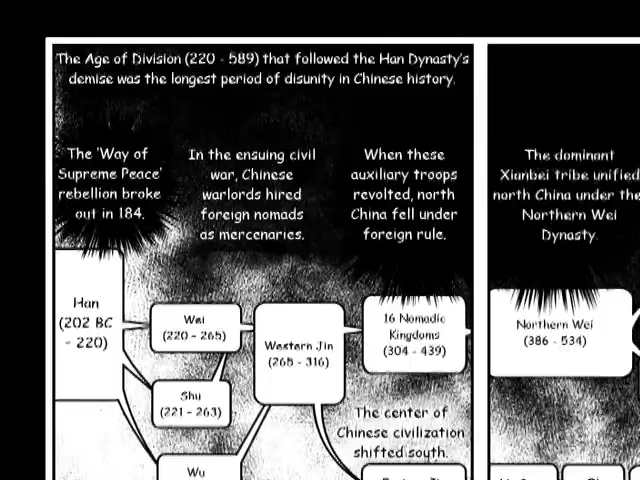 The Age of Division (220 - 589) that followed the Han Dynasty's
demise was the longest period of disunity in Chinese history.
The 'Way of
Supreme Peace'
rebellion broke
out in 184.
In the ensuing civil
war, Chinese
warlords hired
foreign nomads
as mercenaries.
When these
auxiliary troops
revolted, north
China fell under
foreign rule.
The dominant
Xianbei tribe unified
north China under the
Northern Wei
Dynasty.
Han
(202 BC
- 220)
Wei
(220 - 265)
Shu
(221 - 263)
Wu
Western Jin
(265 - 316)
16 Nomadic
Kingdoms
(304 - 439)
The center of
Chinese civilization
shifted south.
Northern Wei
(386 - 534)